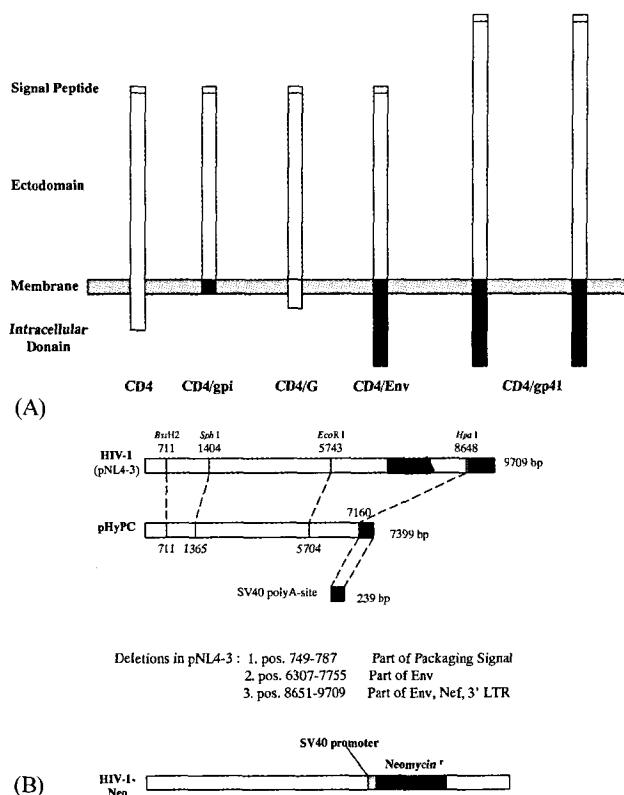 Signal Peptide
Ectodomain
Membrane
Intracellular
Donain
CD4 CD4/gpi CD4/G CD4/Env CD4/gp41
(A)
BssH2 Sph I EcoR I Hpa I
711 1404 5743 8648
HIV-1
(pNL4-3)
9709 bp
7160
pHyPC
7399 bp
711 1365 5704
SV40 polyA-site
239 bp
Deletions in pNL4-3 : 1. pos. 749-787 Part of Packaging Signal
2. pos. 6307-7755 Part of Env
3. pos. 8651-9709 Part of Env, Nef, 3' LTR
SV40 promoter
Neomycin r
(B)
HIV-1-
Neo